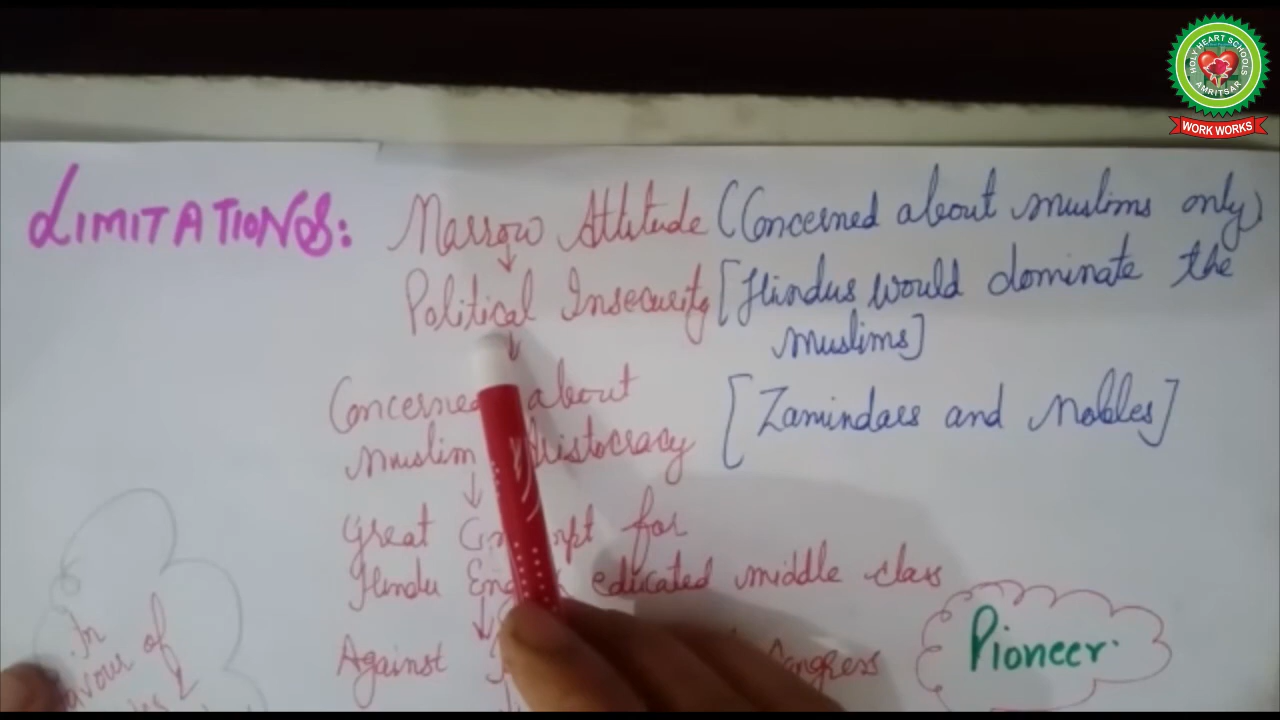 HOLY HEART SCHOOLS
AMRITSAR
WORK WORKS
LIMITATIONS: Narrow Attitude (Concerned about muslims only)
Political Insecurity [Hindus would dominate the
muslims]
Concerned about
muslim Aristocracy [Zamindars and Nobles]
Great for
Hindu educated middle class
Against Congress
Pioneer.
In
favour of